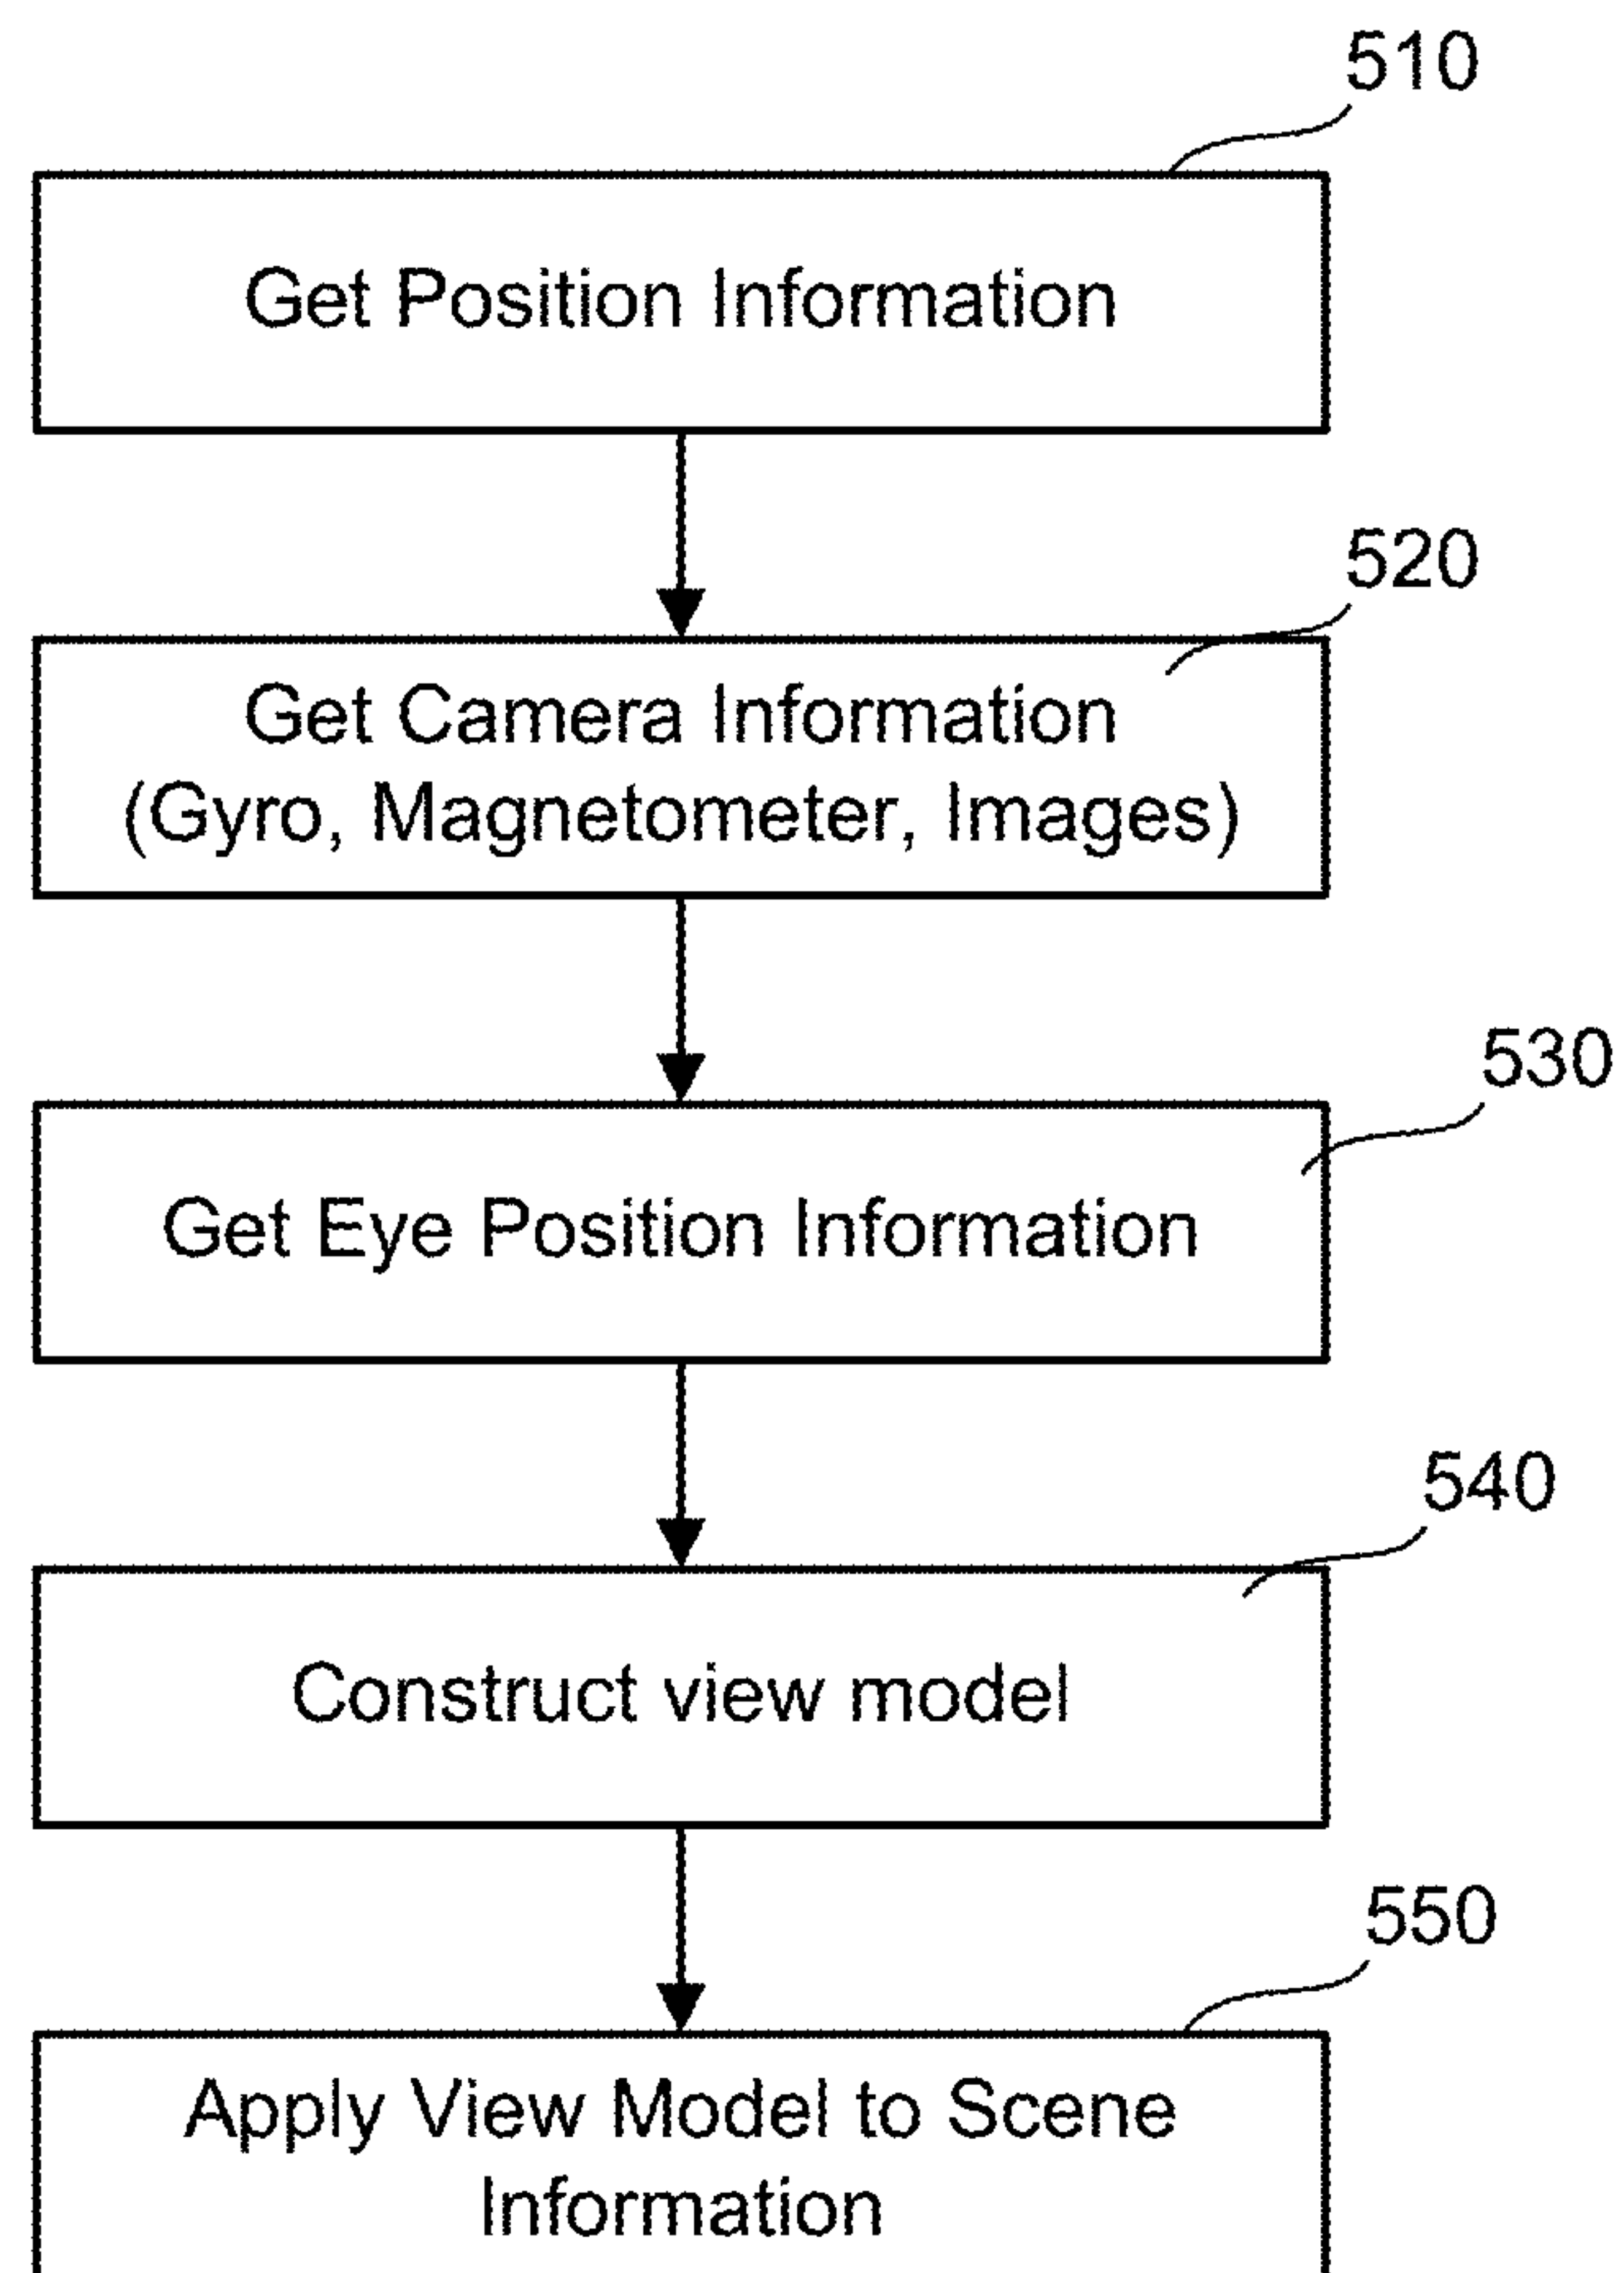 510
Get Position Information
520
Get Camera Information
(Gyro, Magnetometer, Images)
530
Get Eye Position Information
540
Construct view model
550
Apply View Model to Scene
Information